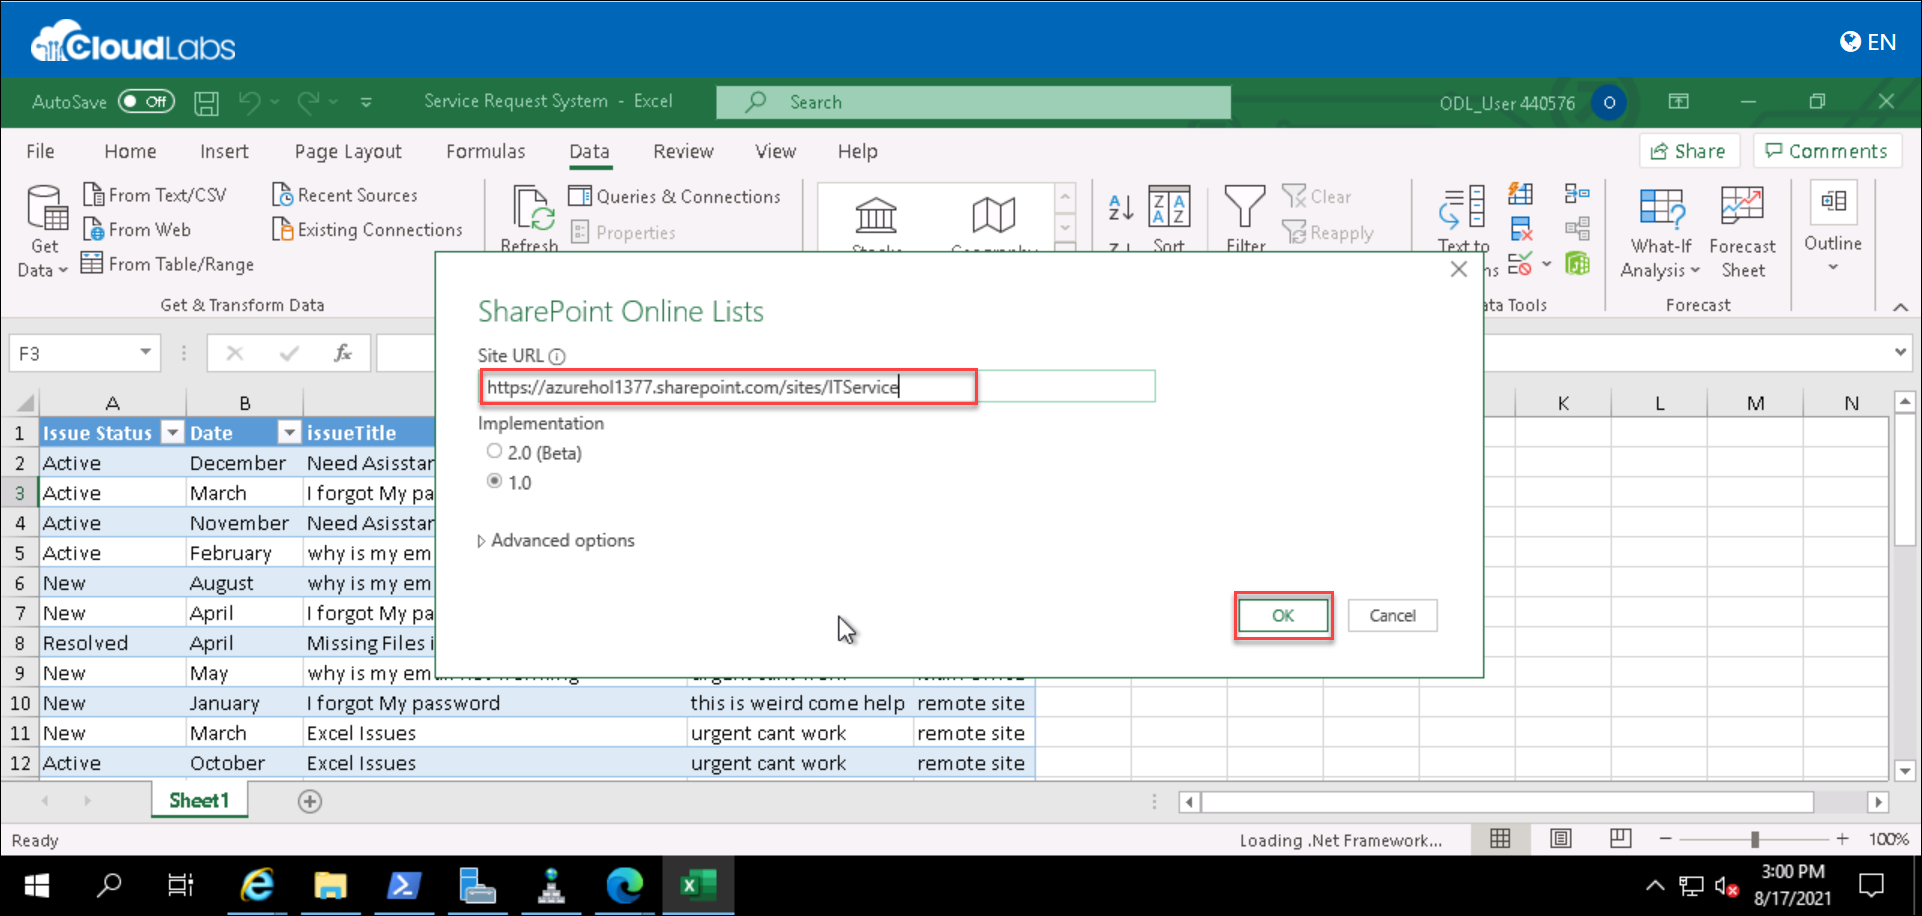 CloudLabs
EN
AutoSave Off
Service Request System - Excel
Search
ODL_User 440576
O
File Home Insert Page Layout Formulas Data Review View Help
Share
Comments
Get Data
From Text/CSV
From Web
From Table/Range
Recent Sources
Existing Connections
Get & Transform Data
Refresh
Queries & Connections
Properties
Sort
Filter
Clear
Reapply
Text to
ns
ata Tools
What-If Analysis
Forecast Sheet
Forecast
Outline
F3
fx
SharePoint Online Lists
Site URL
https://azurehol1377.sharepoint.com/sites/ITService
Implementation
2.0 (Beta)
1.0
Advanced options
OK
Cancel
A B K L M N
1 Issue Status Date issueTitle
2 Active December Need Asisstar
3 Active March I forgot My pa
4 Active November Need Asisstar
5 Active February why is my em
6 New August why is my em
7 New April I forgot My pa
8 Resolved April Missing Files i
9 New May why is my em
10 New January I forgot My password this is weird come help remote site
11 New March Excel Issues urgent cant work remote site
12 Active October Excel Issues urgent cant work remote site
Sheet1
Ready
Loading .Net Framework...
100%
3:00 PM
8/17/2021